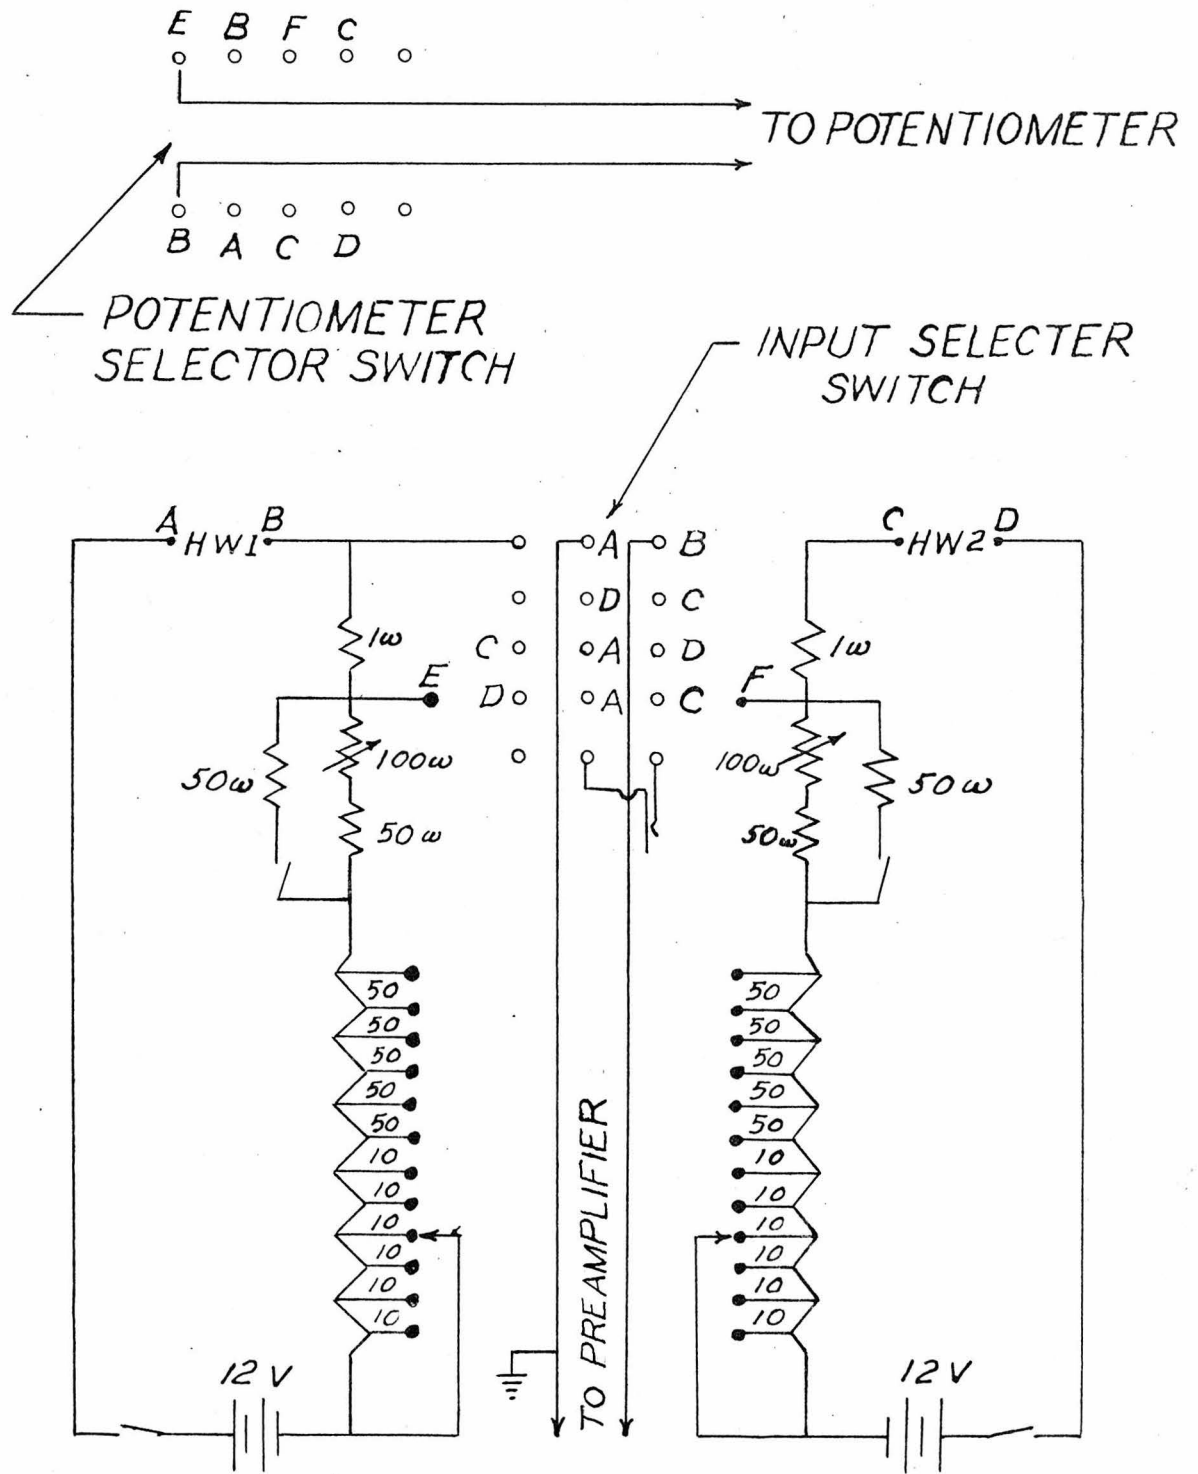 E B F C
TO POTENTIOMETER
B A C D
POTENTIOMETER
SELECTOR SWITCH
INPUT SELECTER
SWITCH
A HW1 B
A B
C HW2 D
D C
1ω
C A D
1ω
E
D A C
F
50ω 100ω
100ω 50ω
50ω
50ω
50 50
50 50
50 50
50 50
50 50
10 10
10 10
10 10
10 10
10 10
10 10
TO PREAMPLIFIER
12V
12V